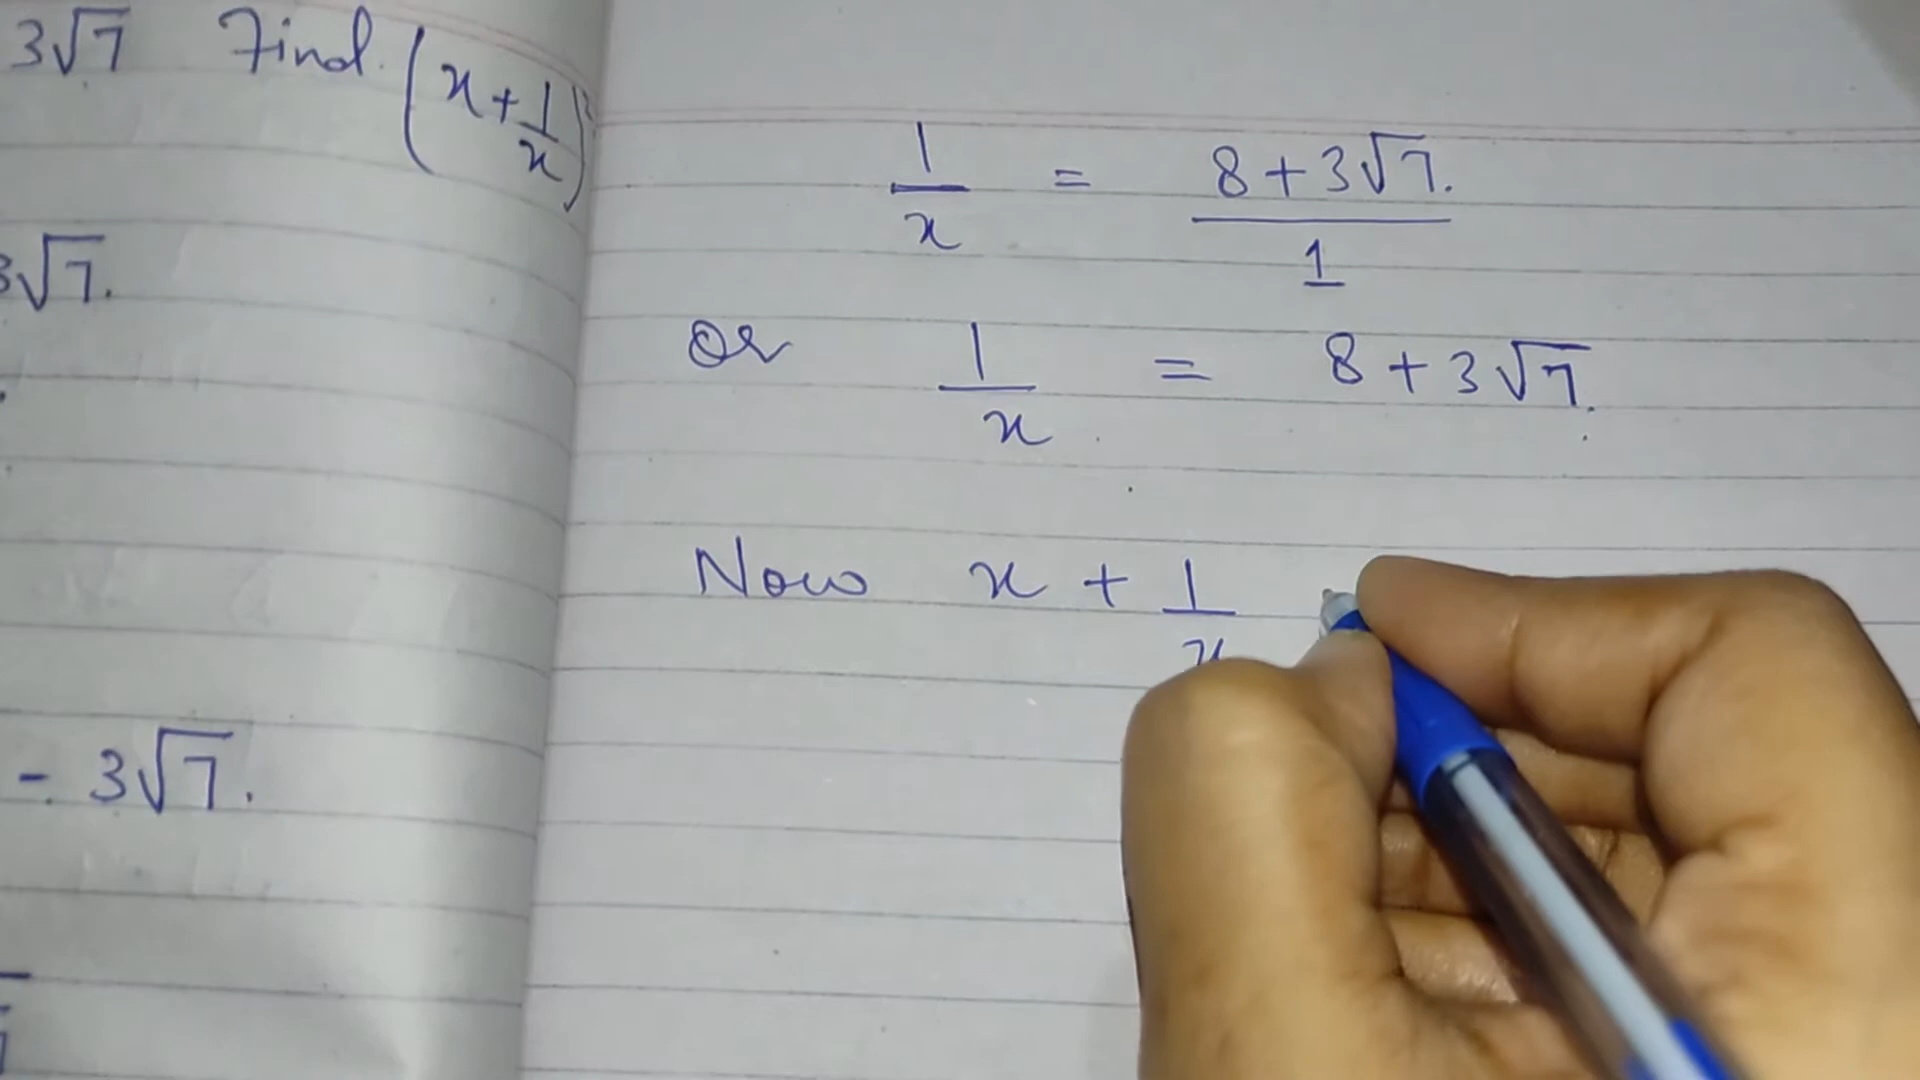 3√7 Find (x + 1/x)²
3√7.
- 3√7.
1/x = 8 + 3√7. / 1
Or 1/x = 8 + 3√7.
Now x + 1/x